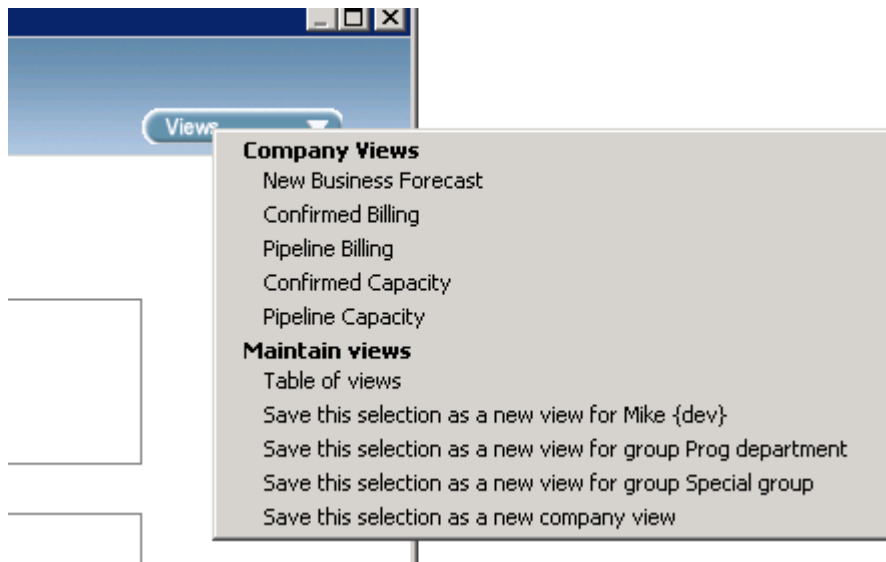 Views
Company Views
New Business Forecast
Confirmed Billing
Pipeline Billing
Confirmed Capacity
Pipeline Capacity
Maintain views
Table of views
Save this selection as a new view for Mike {dev}
Save this selection as a new view for group Prog department
Save this selection as a new view for group Special group
Save this selection as a new company view